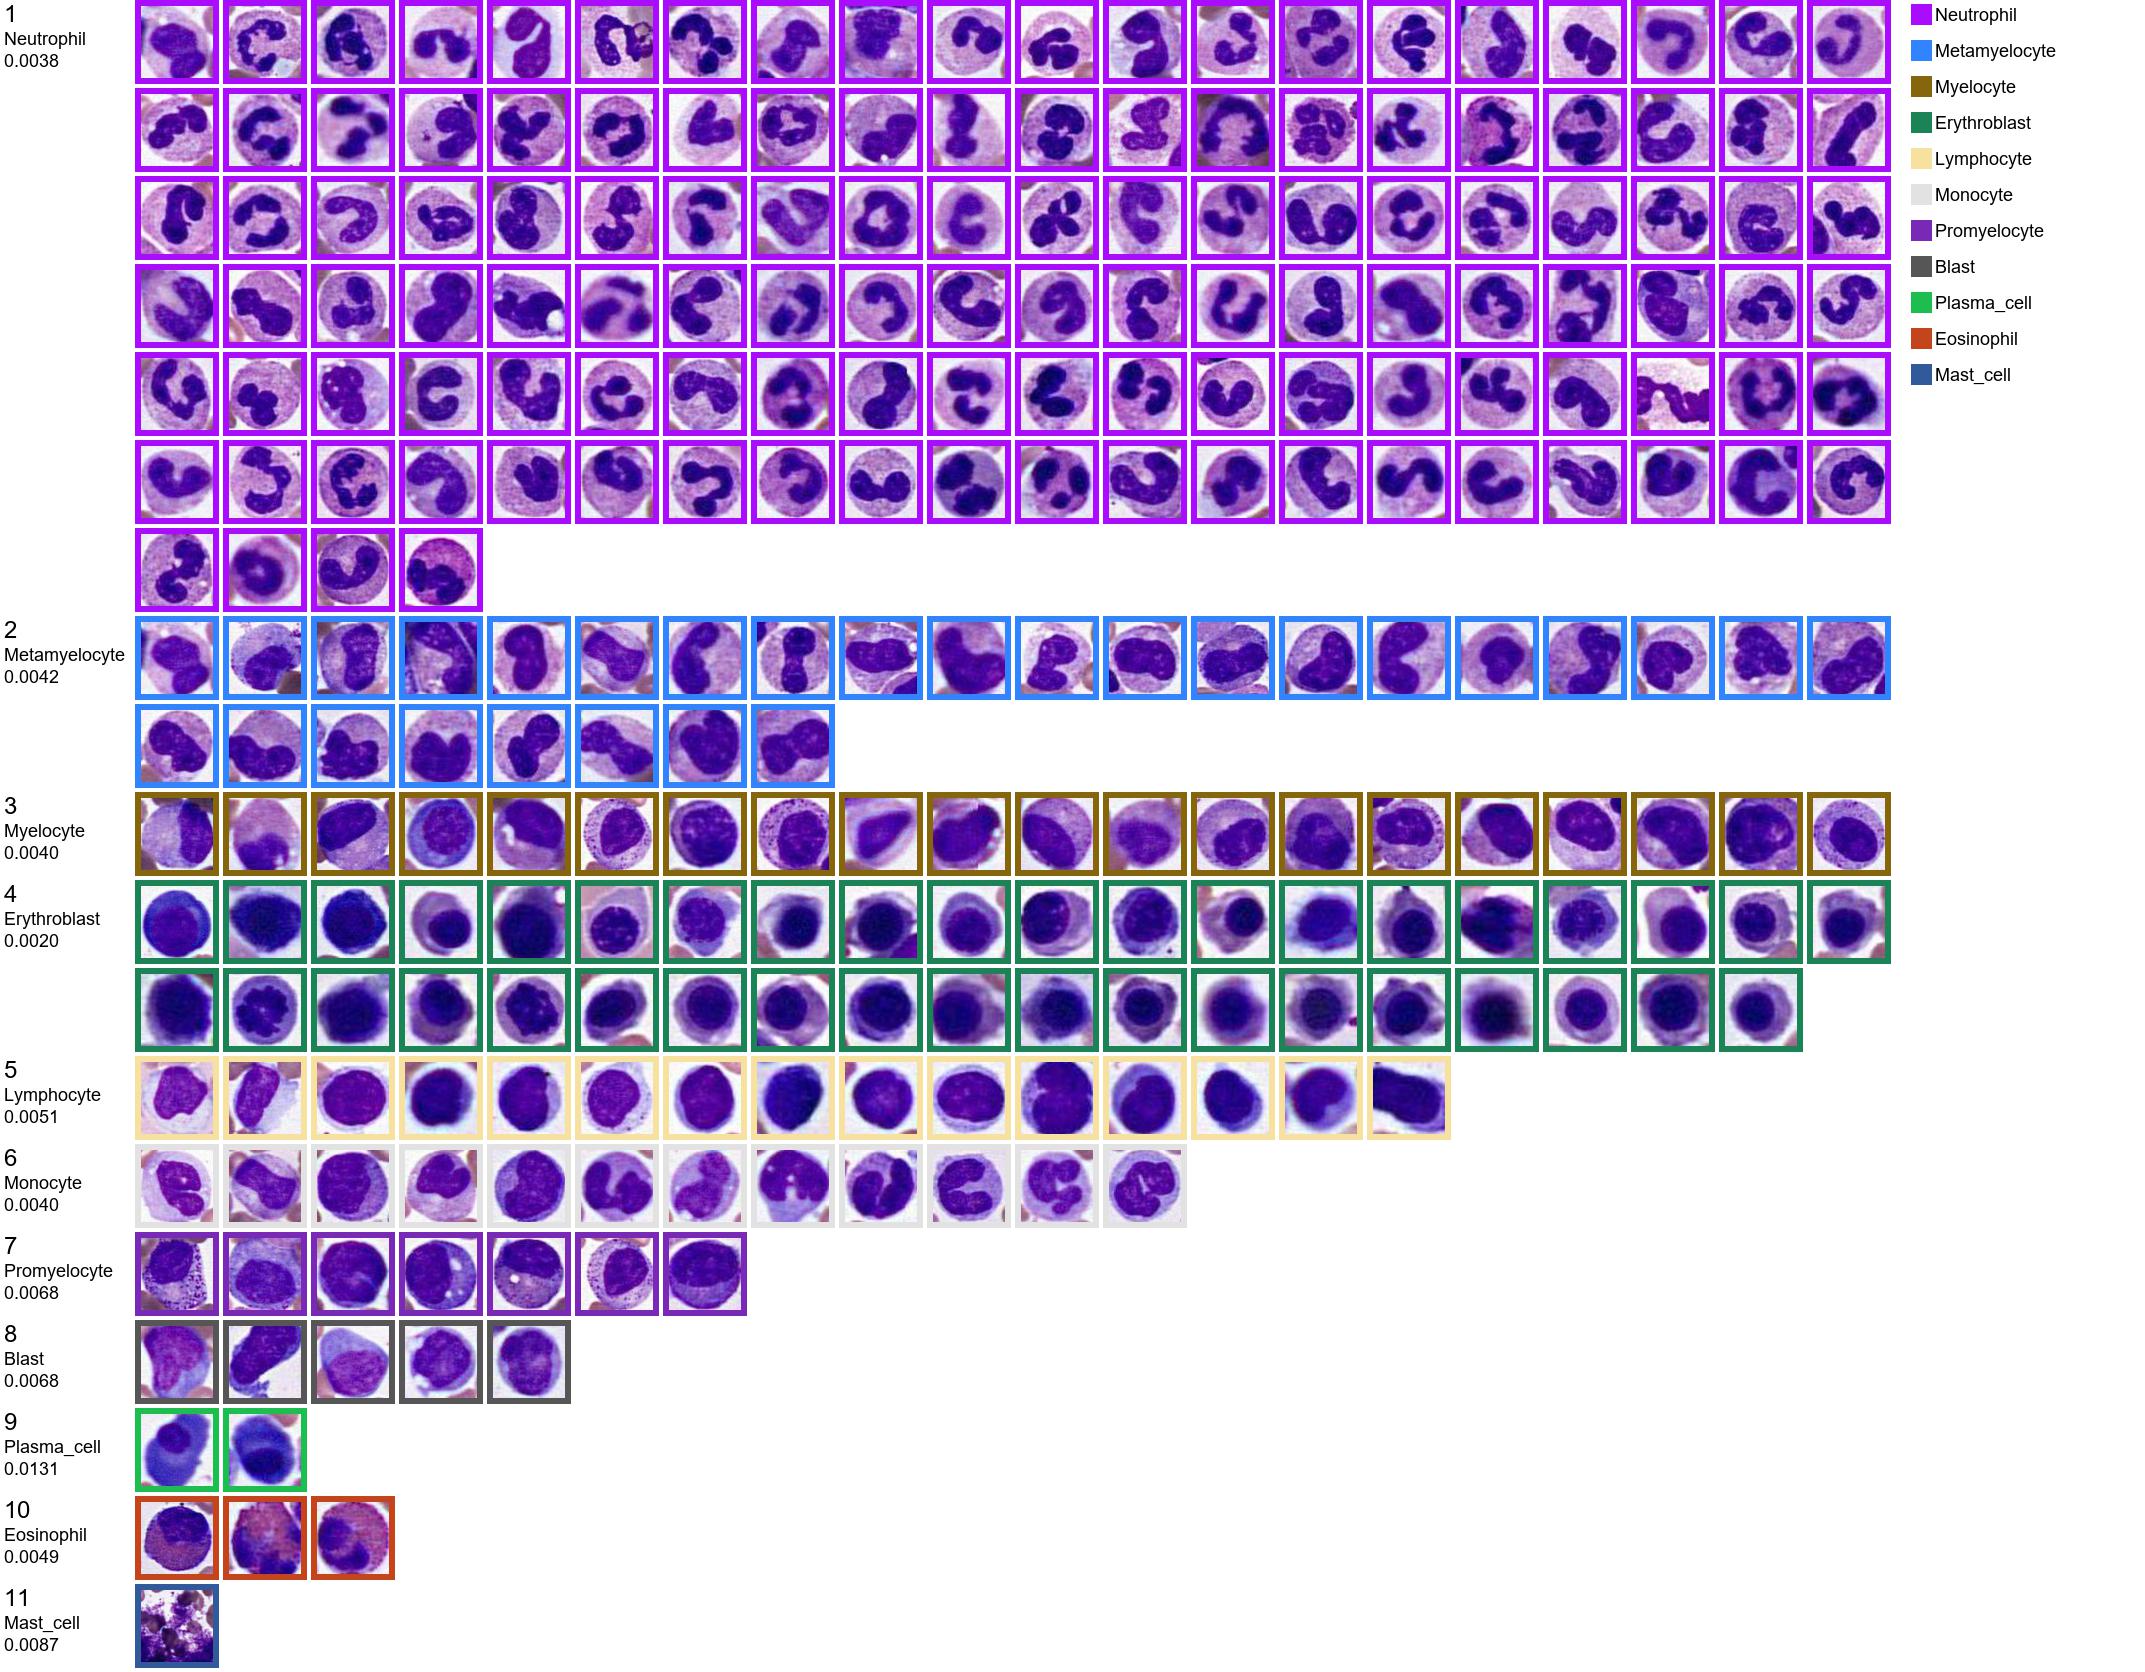 1
Neutrophil
0.0038
2
Metamyelocyte
0.0042
3
Myelocyte
0.0040
4
Erythroblast
0.0020
5
Lymphocyte
0.0051
6
Monocyte
0.0040
7
Promyelocyte
0.0068
8
Blast
0.0068
9
Plasma_cell
0.0131
10
Eosinophil
0.0049
11
Mast_cell
0.0087
Neutrophil
Metamyelocyte
Myelocyte
Erythroblast
Lymphocyte
Monocyte
Promyelocyte
Blast
Plasma_cell
Eosinophil
Mast_cell